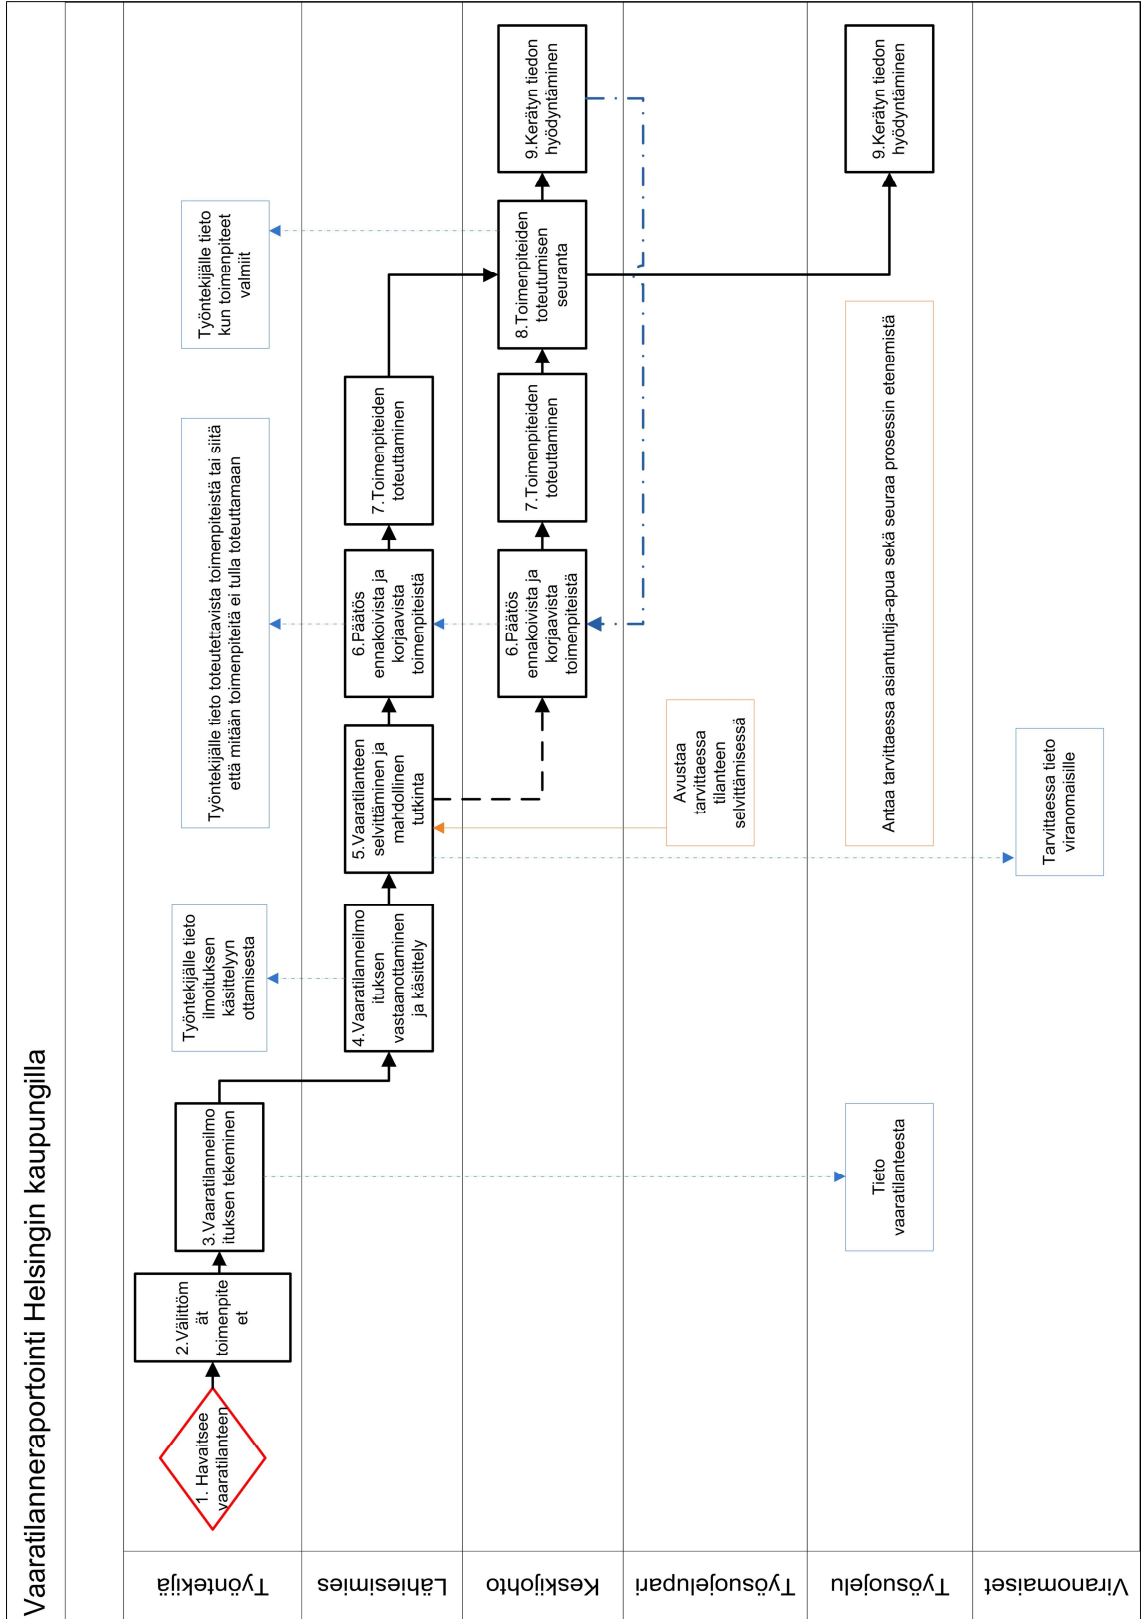 Vaaratilanneraportointi Helsingin kaupungilla
Työntekijä
1. Havaitsee
vaaratilanteen
2.Välittöm
ät
toimenpite
et
3.Vaaratilanneilmo
ituksen tekeminen
Työntekijälle tieto
ilmoituksen
käsittelyyn
ottamisesta
Työntekijälle tieto toteutettavista toimenpiteistä tai siitä
että mitään toimenpiteitä ei tulla toteuttamaan
Työntekijälle tieto
kun toimenpiteet
valmiit
Lähiesimies
4.Vaaratilanneilmo
ituksen
vastaanottaminen
ja käsittely
5.Vaaratilanteen
selvittäminen ja
mahdollinen
tutkinta
6.Päätös
ennakoivista ja
korjaavista
toimenpiteistä
7.Toimenpiteiden
toteuttaminen
Keskijohto
6.Päätös
ennakoivista ja
korjaavista
toimenpiteistä
7.Toimenpiteiden
toteuttaminen
8.Toimenpiteiden
toteutumisen
seuranta
9.Kerätyn tiedon
hyödyntäminen
Työsuojelupari
Avustaa
tarvittaessa
tilanteen
selvittämisessä
Työsuojelu
Tieto
vaaratilanteesta
Antaa tarvittaessa asiantuntija-apua sekä seuraa prosessin etenemistä
9.Kerätyn tiedon
hyödyntäminen
Viranomaiset
Tarvittaessa tieto
viranomaisille